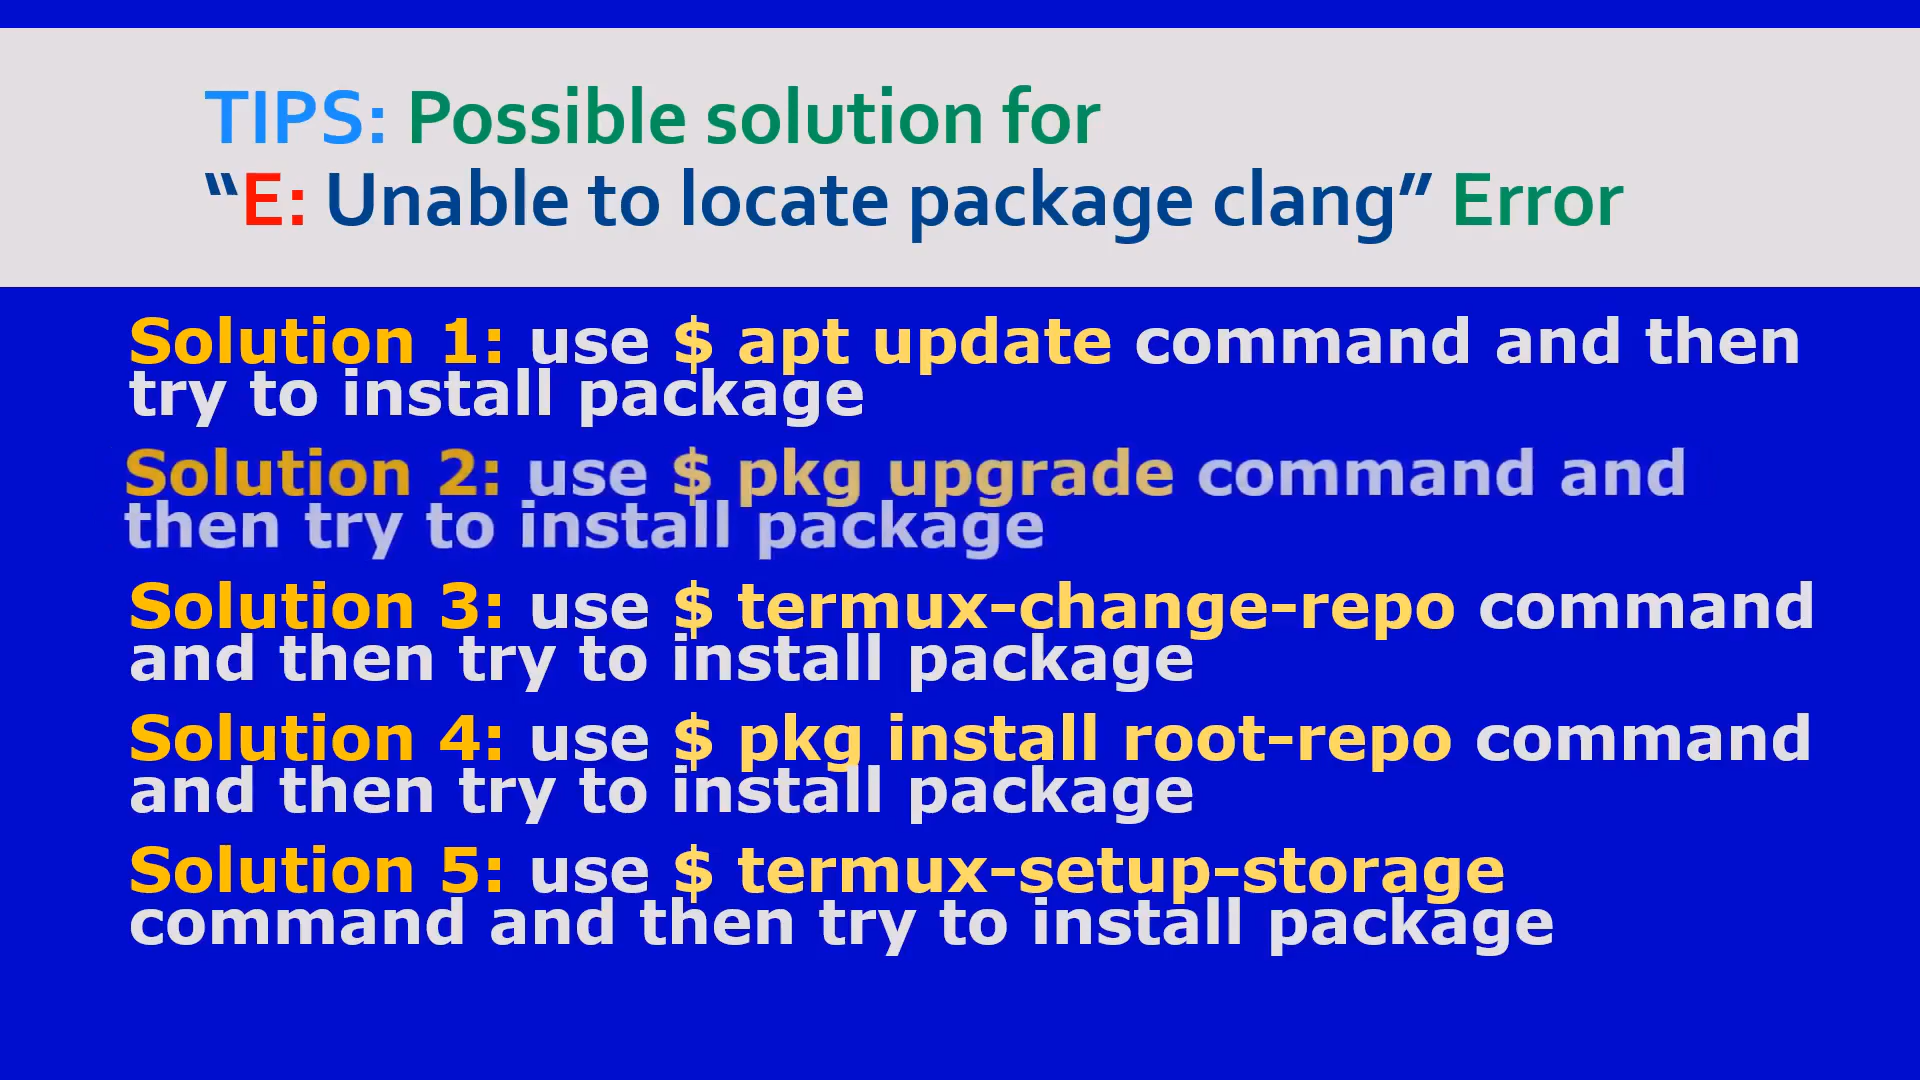 TIPS: Possible solution for
“E: Unable to locate package clang” Error
Solution 1: use $ apt update command and then
try to install package
Solution 2: use $ pkg upgrade command and
then try to install package
Solution 3: use $ termux-change-repo command
and then try to install package
Solution 4: use $ pkg install root-repo command
and then try to install package
Solution 5: use $ termux-setup-storage
command and then try to install package